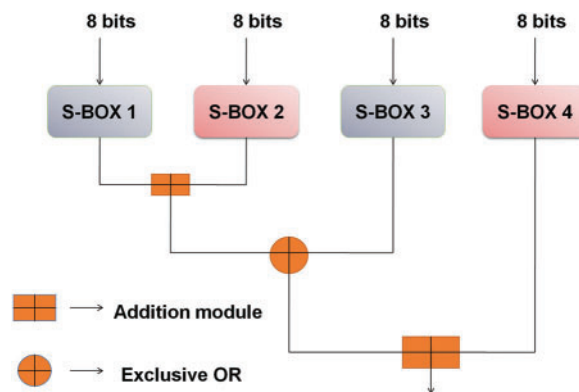 8 bits 8 bits 8 bits 8 bits
S-BOX 1 S-BOX 2 S-BOX 3 S-BOX 4
Addition module
Exclusive OR